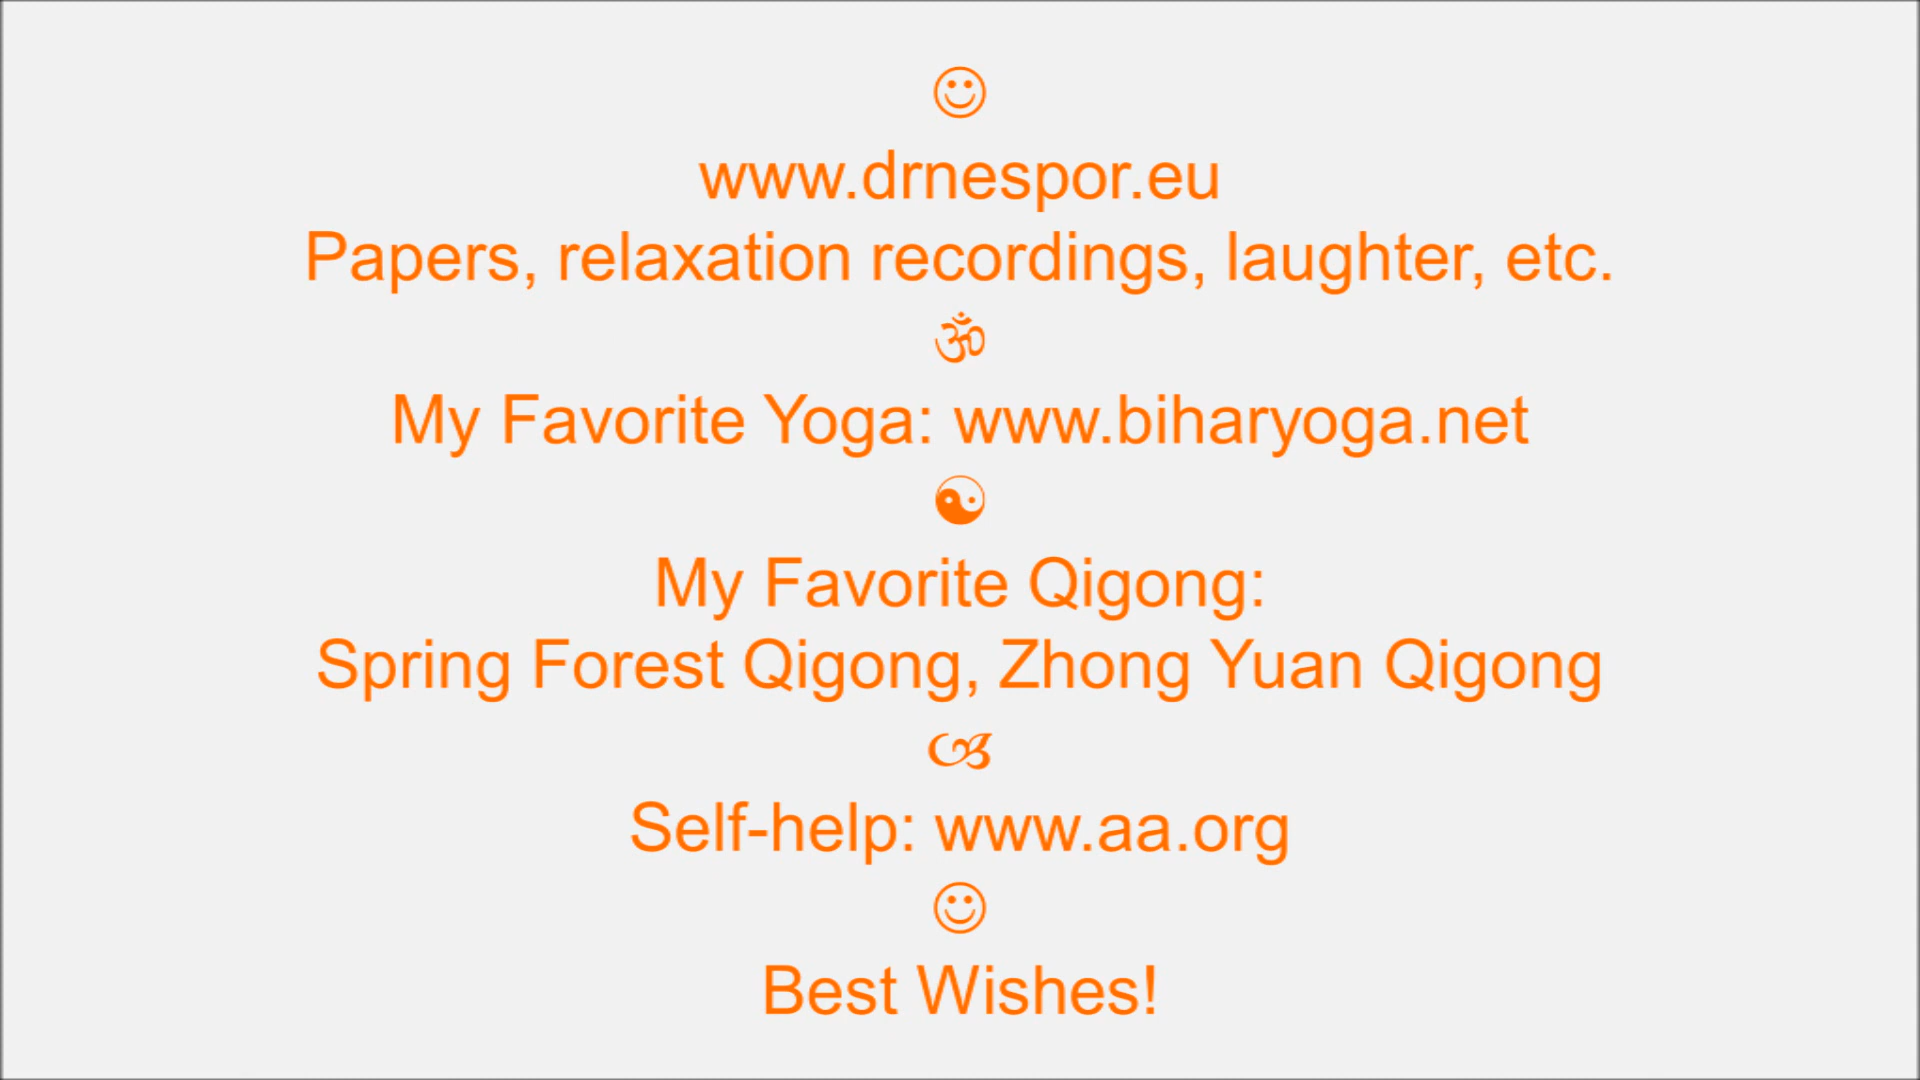 ☺
www.drnespor.eu
Papers, relaxation recordings, laughter, etc.
ॐ
My Favorite Yoga: www.biharyoga.net
☯
My Favorite Qigong:
Spring Forest Qigong, Zhong Yuan Qigong
🙚
Self-help: www.aa.org
☺
Best Wishes!